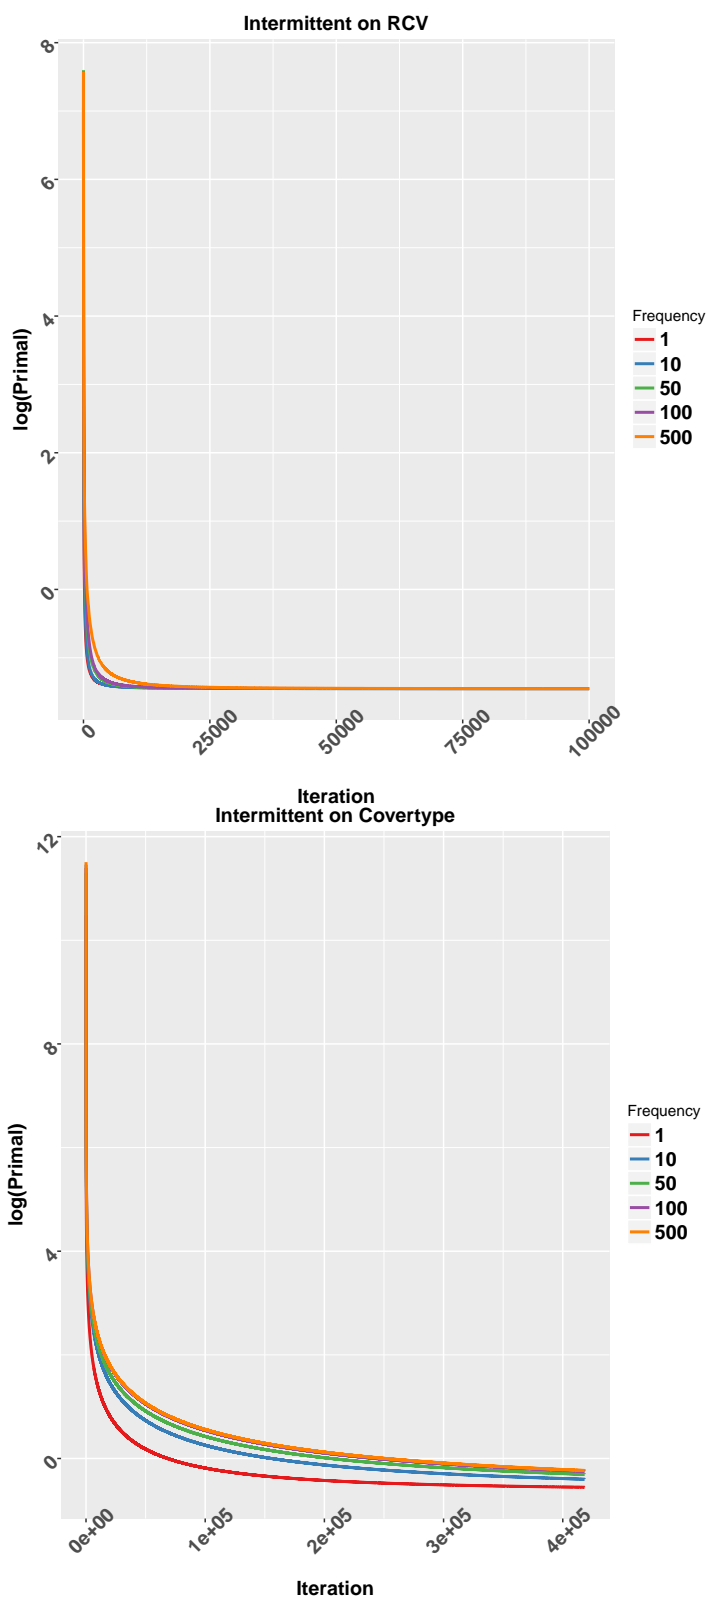 Intermittent on RCV
8
6
4
2
0
log(Primal)
0
25000
50000
75000
100000
Iteration
Frequency
1
10
50
100
500
Intermittent on Covertype
12
8
4
0
log(Primal)
0e+00
1e+05
2e+05
3e+05
4e+05
Iteration
Frequency
1
10
50
100
500